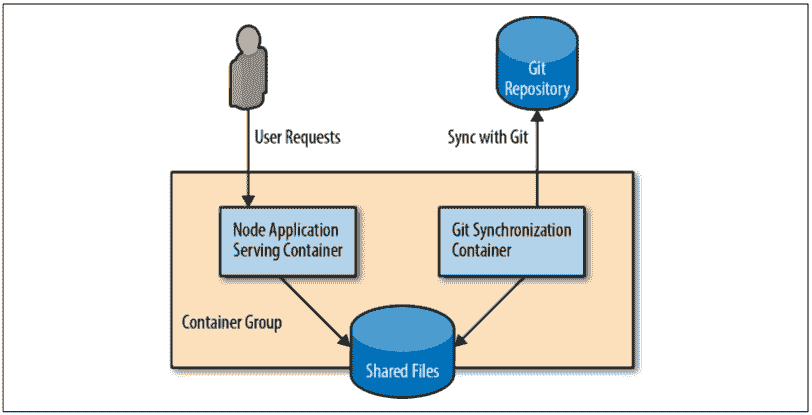 Git
Repository
User Requests
Sync with Git
Node Application
Serving Container
Git Synchronization
Container
Container Group
Shared Files